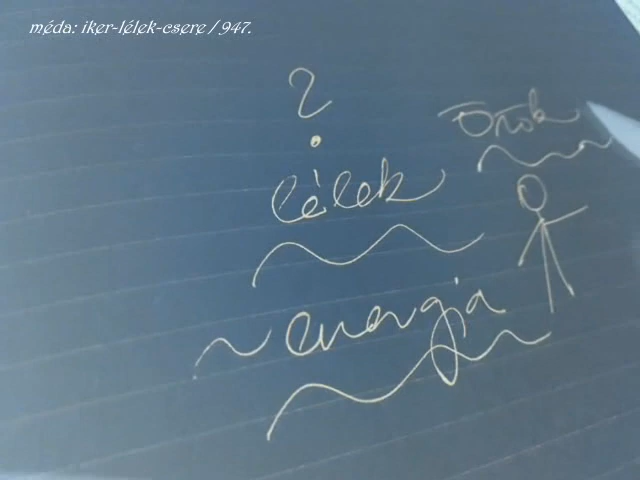 méda: iker-lélek-csere / 947.
?
Örök
lélek
~ energia